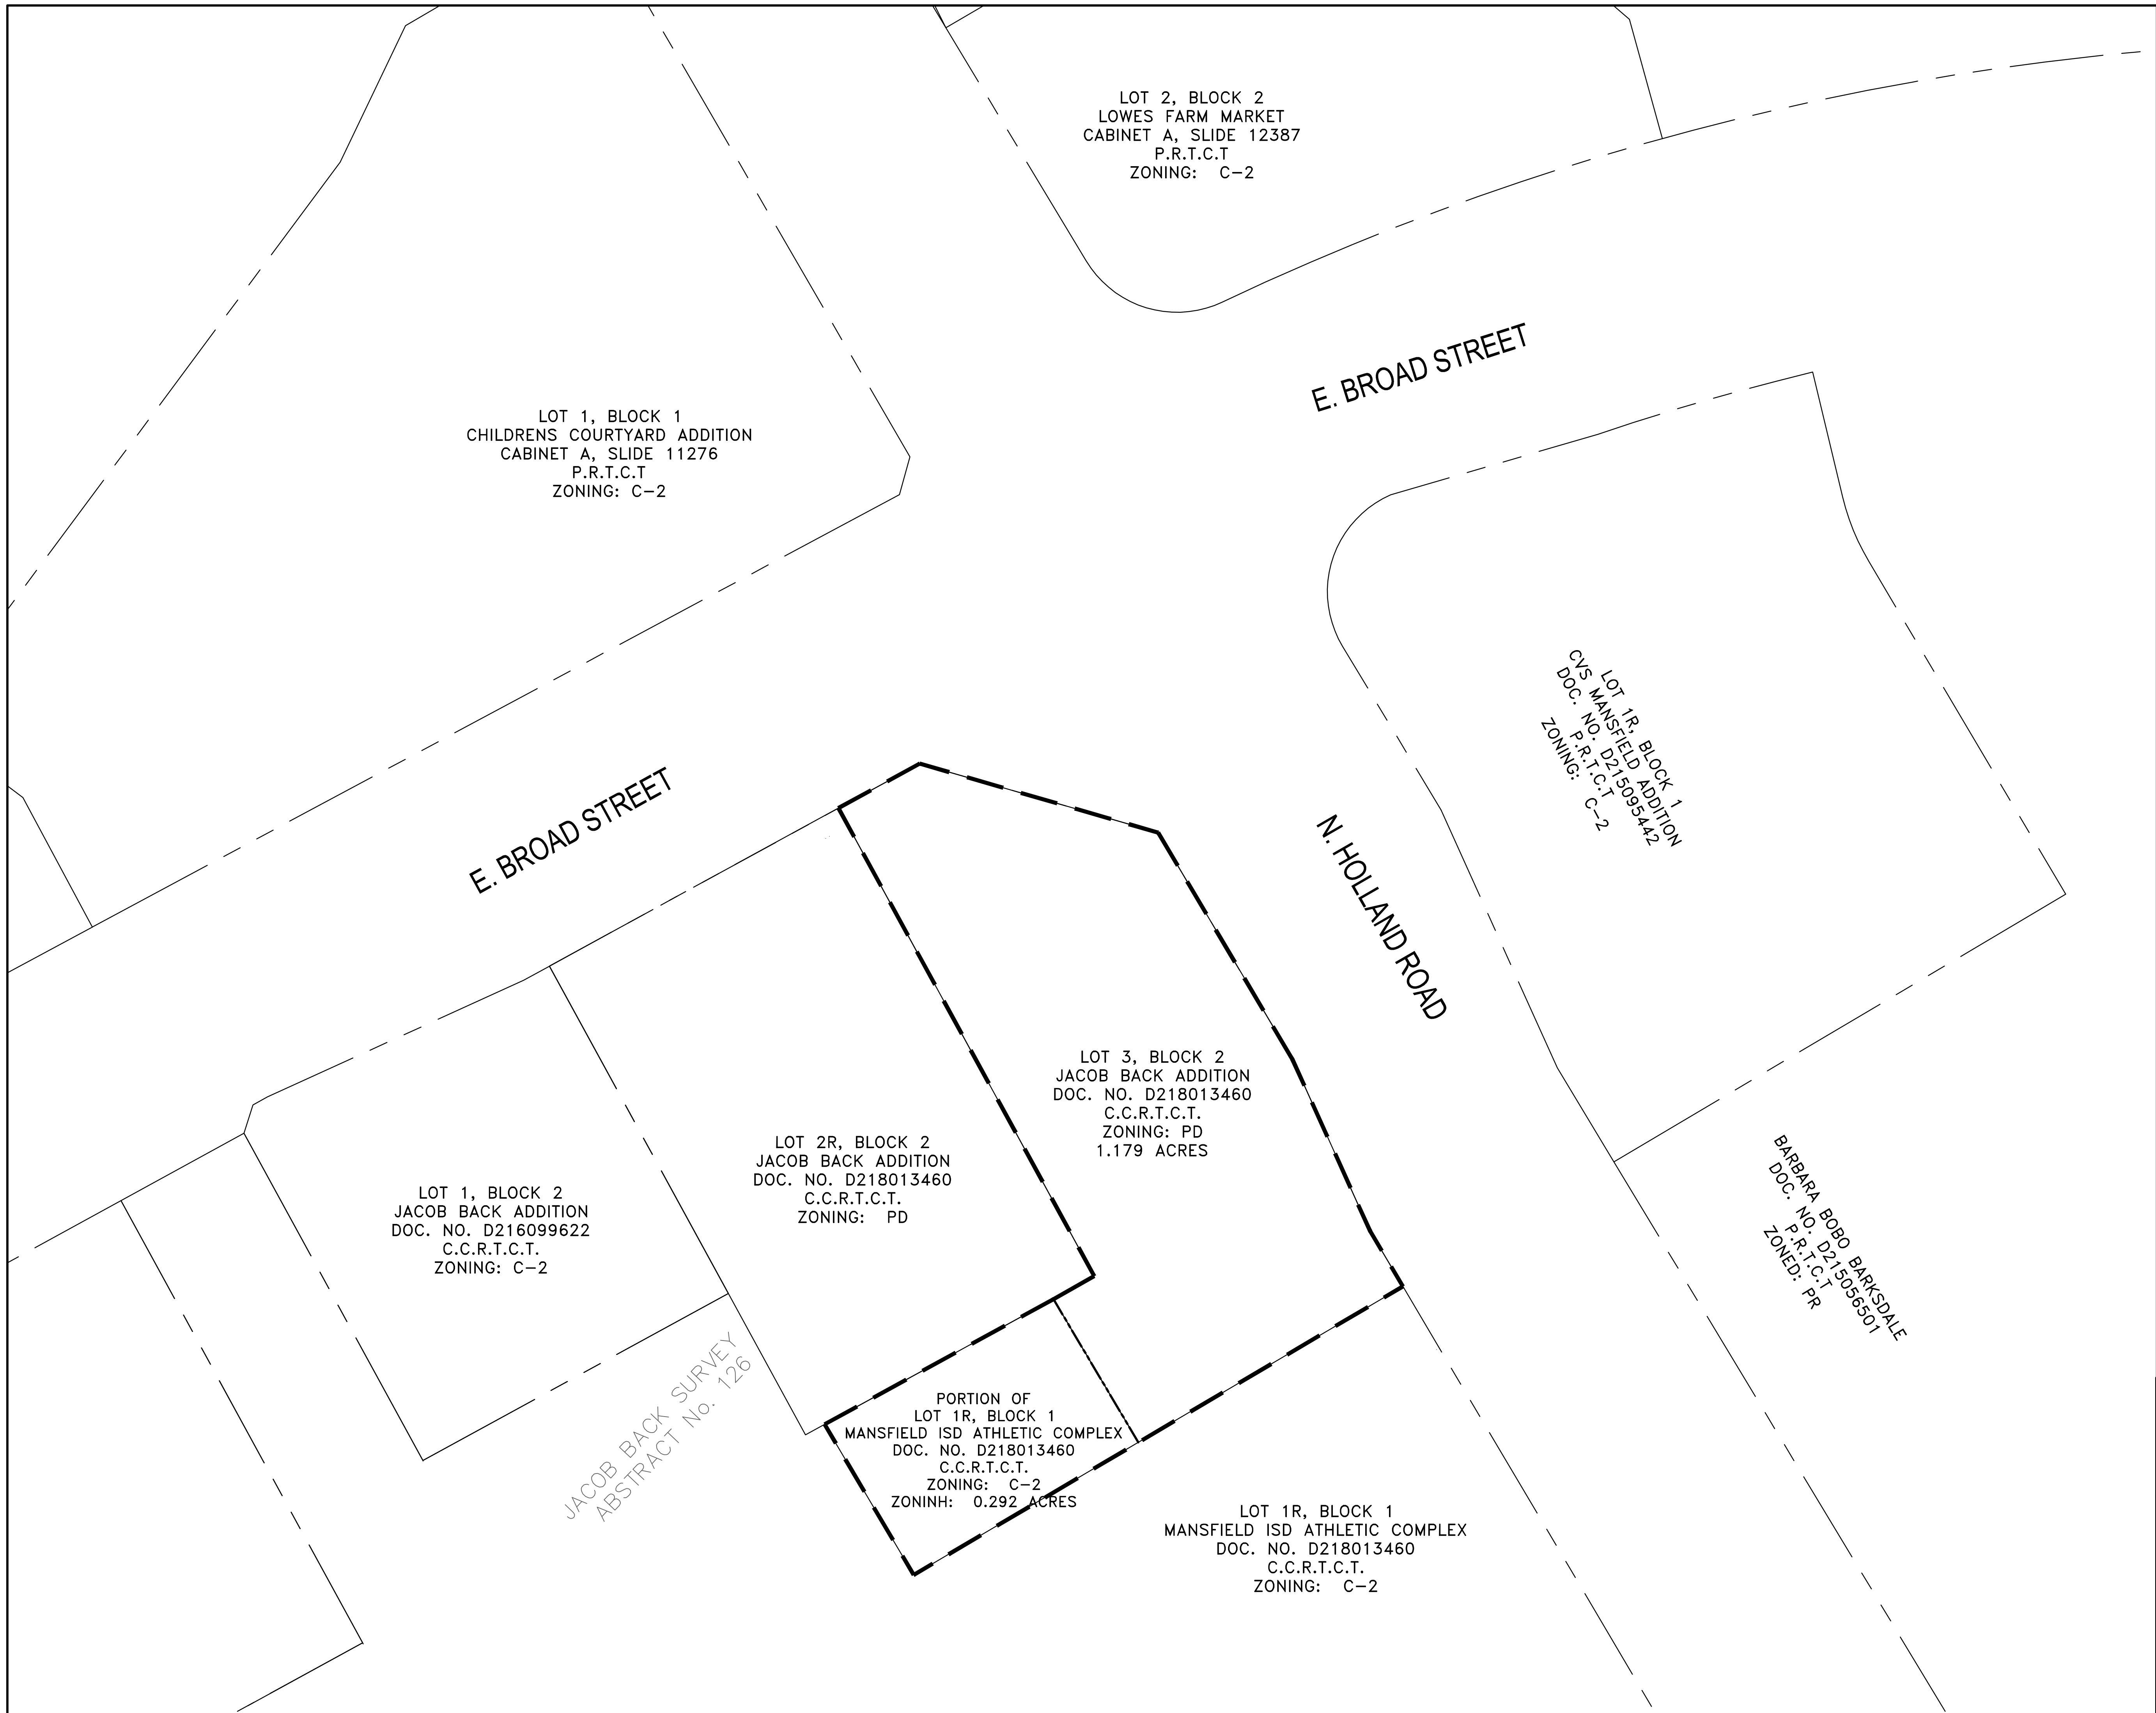 LOT 2, BLOCK 2
LOWES FARM MARKET
CABINET A, SLIDE 12387
P.R.T.C.T
ZONING: C-2
E. BROAD STREET
LOT 1, BLOCK 1
CHILDRENS COURTYARD ADDITION
CABINET A, SLIDE 11276
P.R.T.C.T
ZONING: C-2
LOT 1R, BLOCK 1
CVS MANSFIELD ADDITION
DOC. NO. D215095442
P.R.T.C.T
ZONING: C-2
E. BROAD STREET
N. HOLLAND ROAD
LOT 3, BLOCK 2
JACOB BACK ADDITION
DOC. NO. D218013460
C.C.R.T.C.T.
ZONING: PD
1.179 ACRES
LOT 2R, BLOCK 2
JACOB BACK ADDITION
DOC. NO. D218013460
C.C.R.T.C.T.
ZONING: PD
LOT 1, BLOCK 2
JACOB BACK ADDITION
DOC. NO. D216099622
C.C.R.T.C.T.
ZONING: C-2
BARBARA BOBO BARKSDALE
DOC. NO. D215056501
P.R.T.C.T
ZONED: PR
JACOB BACK SURVEY
ABSTRACT No. 126
PORTION OF
LOT 1R, BLOCK 1
MANSFIELD ISD ATHLETIC COMPLEX
DOC. NO. D218013460
C.C.R.T.C.T.
ZONING: C-2
ZONINH: 0.292 ACRES
LOT 1R, BLOCK 1
MANSFIELD ISD ATHLETIC COMPLEX
DOC. NO. D218013460
C.C.R.T.C.T.
ZONING: C-2